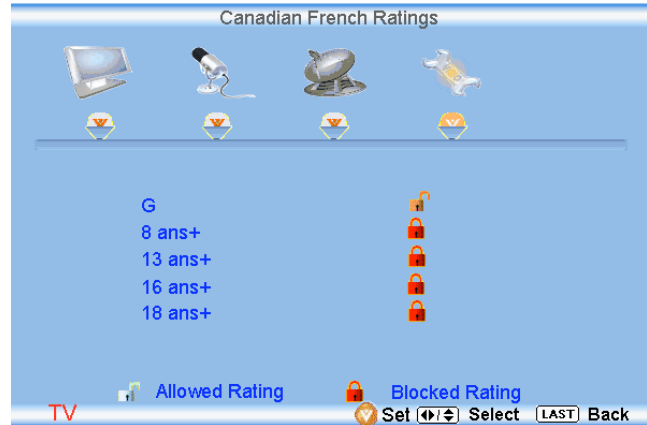 Canadian French Ratings
G
8 ans+
13 ans+
16 ans+
18 ans+
Allowed Rating Blocked Rating
TV Set Select LAST Back